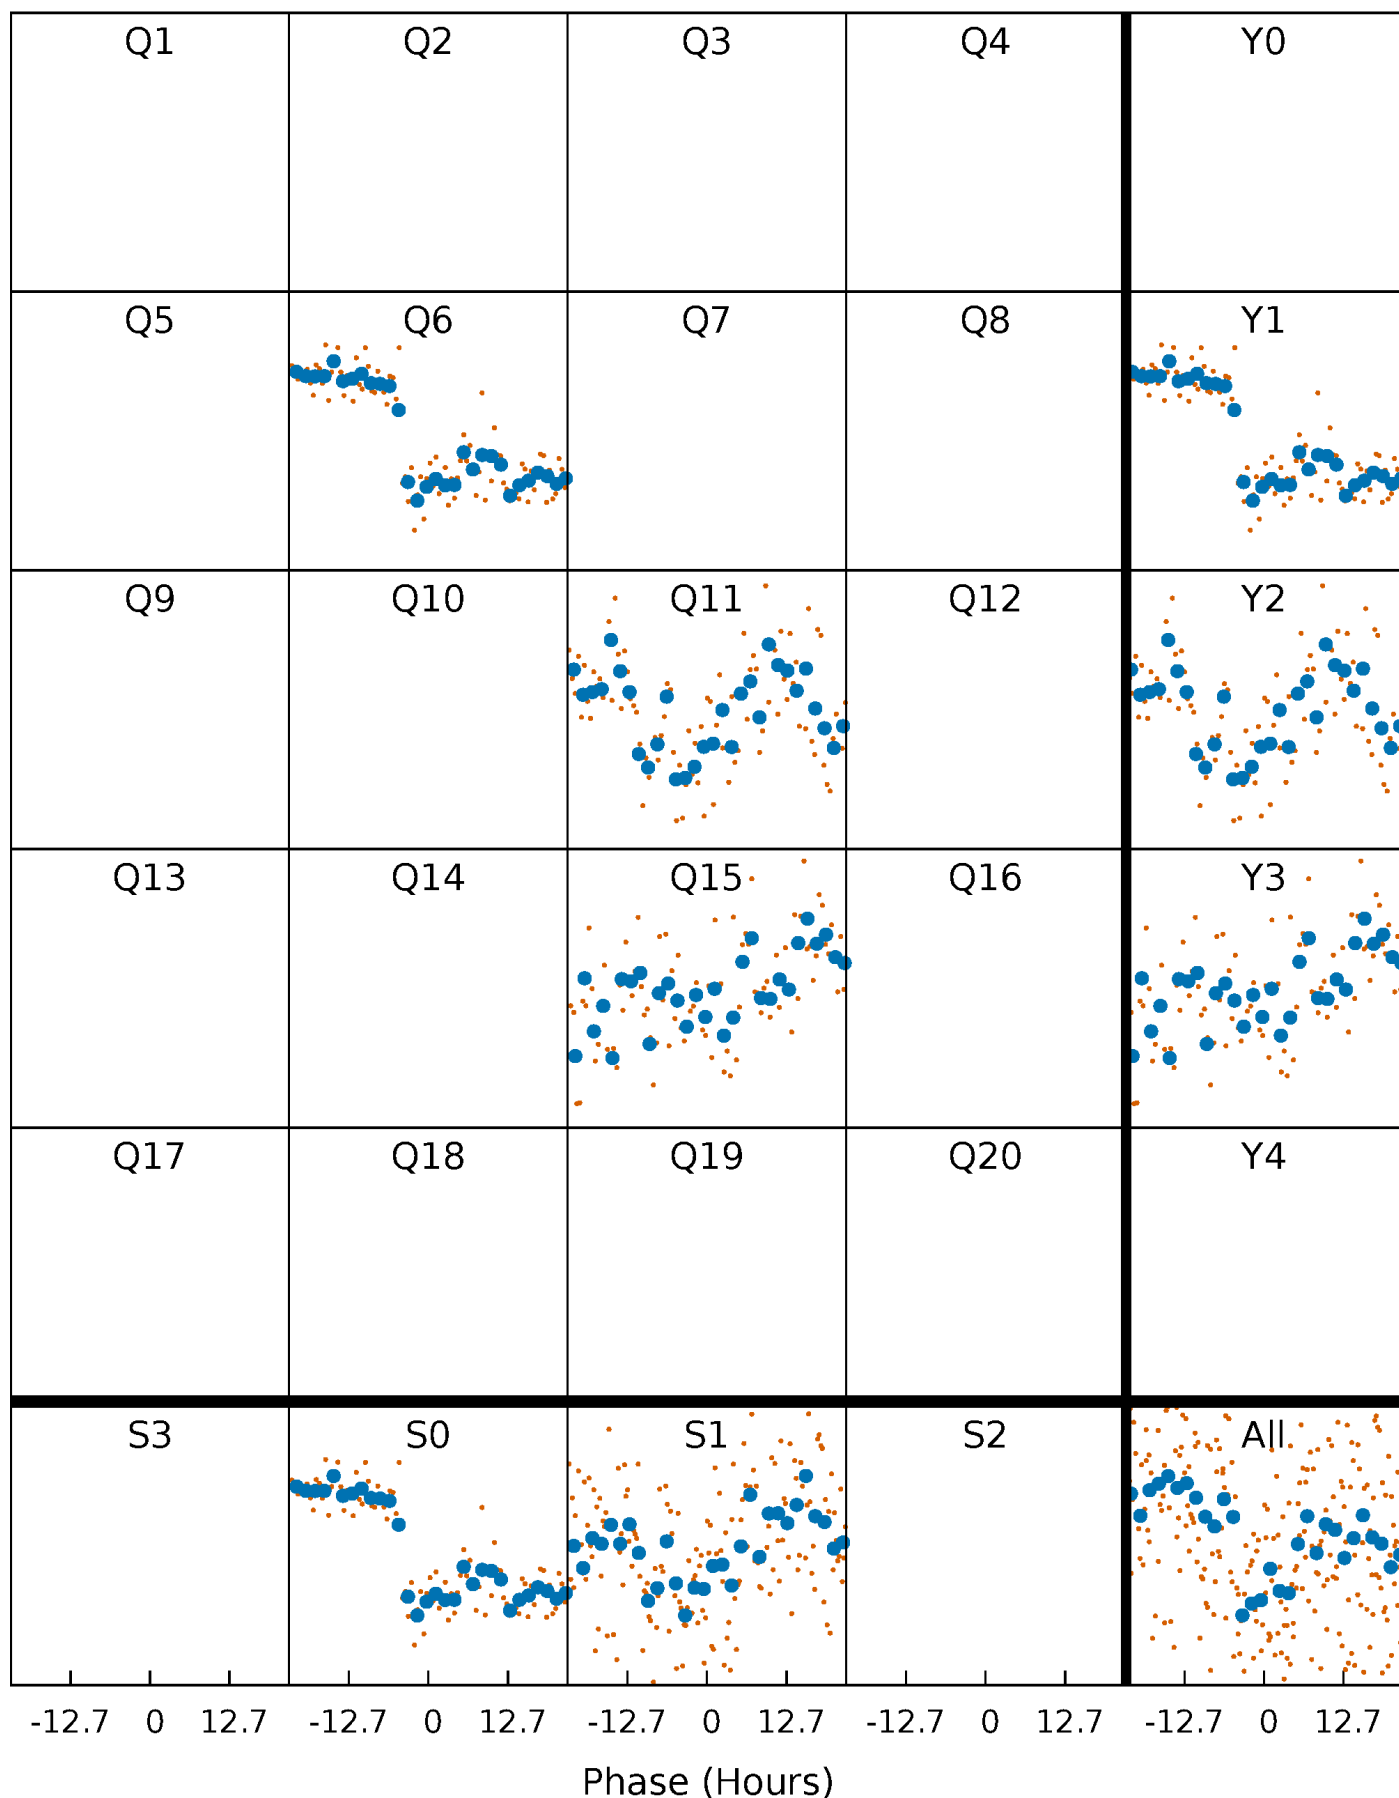 Q1 Q2 Q3 Q4 Y0
Q5 Q6 Q7 Q8 Y1
Q9 Q10 Q11 Q12 Y2
Q13 Q14 Q15 Q16 Y3
Q17 Q18 Q19 Q20 Y4
S3 S0 S1 S2 All
-12.7 0 12.7 -12.7 0 12.7 -12.7 0 12.7 -12.7 0 12.7 -12.7 0 12.7
Phase (Hours)